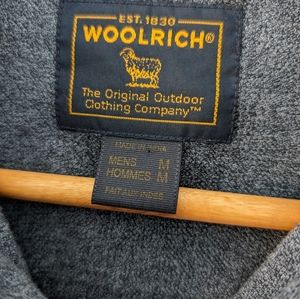 EST. 1830
WOOLRICH®
The Original Outdoor
Clothing Company™
MADE IN INDIA
MENS M
HOMMES M
FAIT AUX INDES